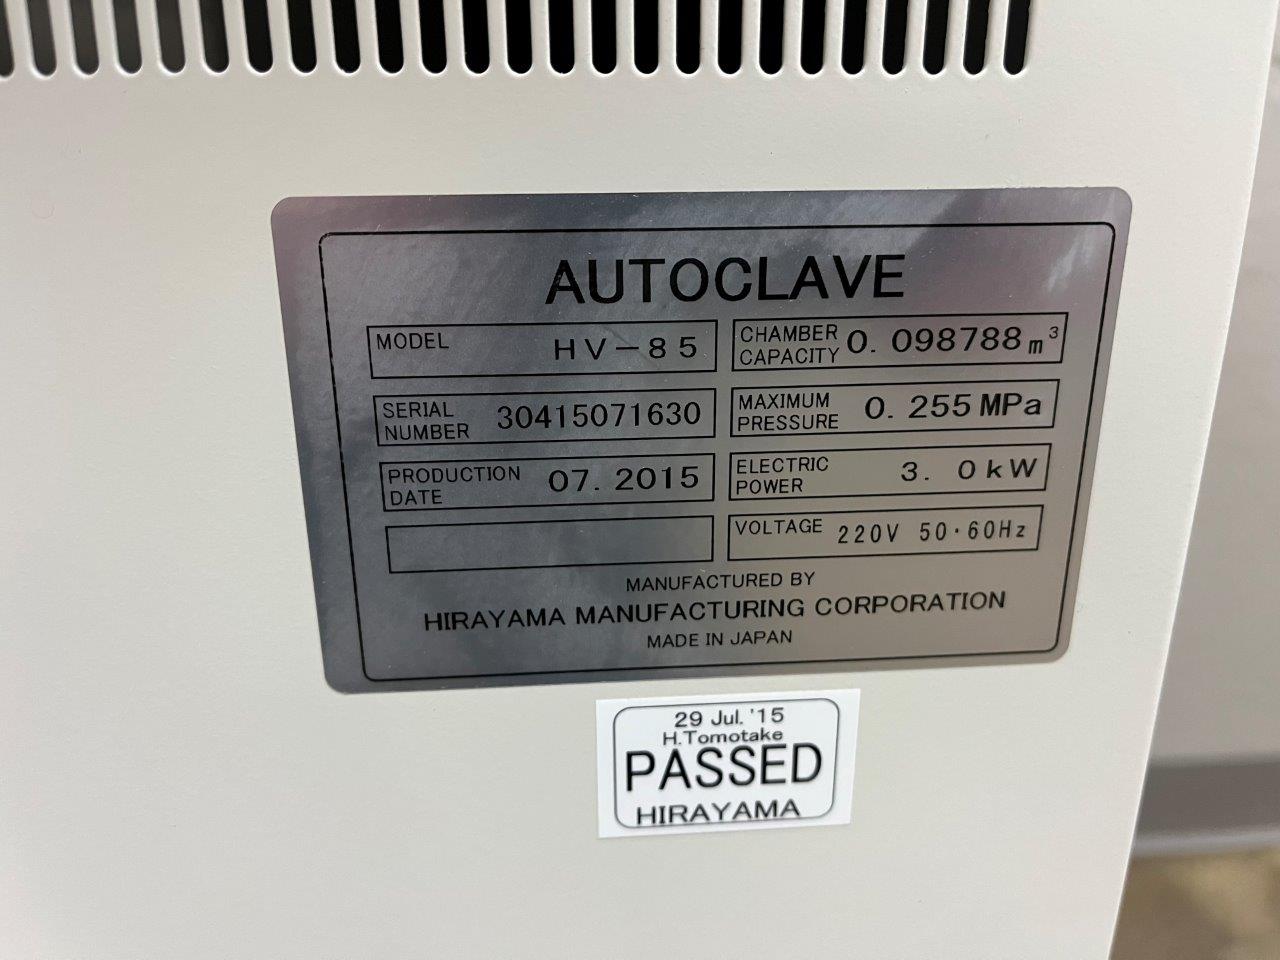 AUTOCLAVE
MODEL HV-85
CHAMBER CAPACITY 0.098788 m³
SERIAL NUMBER 30415071630
MAXIMUM PRESSURE 0.255 MPa
PRODUCTION DATE 07.2015
ELECTRIC POWER 3.0kW
VOLTAGE 220V 50·60Hz
MANUFACTURED BY
HIRAYAMA MANUFACTURING CORPORATION
MADE IN JAPAN
29 Jul. '15
H.Tomotake
PASSED
HIRAYAMA